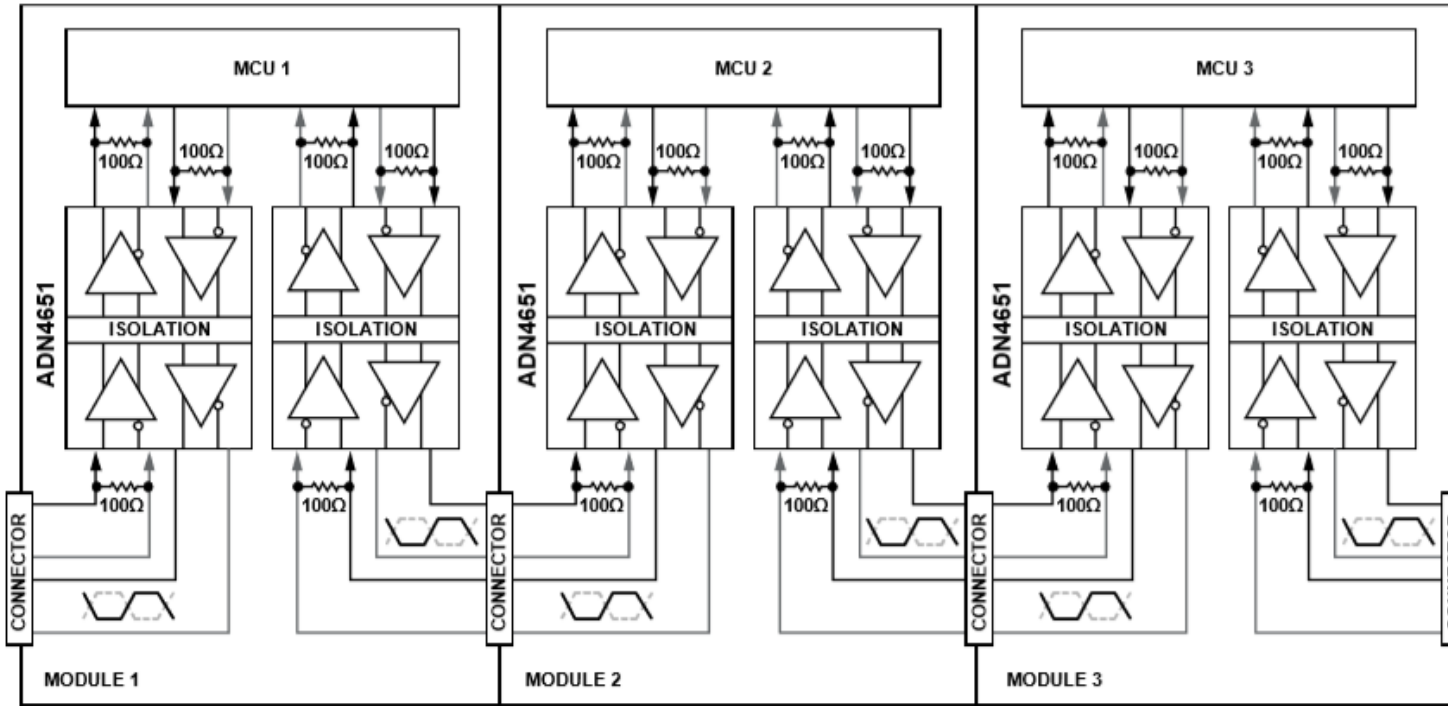 MCU 1
MCU 2
MCU 3
100Ω
100Ω
100Ω
100Ω
100Ω
100Ω
100Ω
100Ω
100Ω
100Ω
100Ω
100Ω
ADN4651
ISOLATION
ISOLATION
ADN4651
ISOLATION
ISOLATION
ADN4651
ISOLATION
ISOLATION
100Ω
100Ω
100Ω
100Ω
100Ω
100Ω
CONNECTOR
CONNECTOR
CONNECTOR
MODULE 1
MODULE 2
MODULE 3